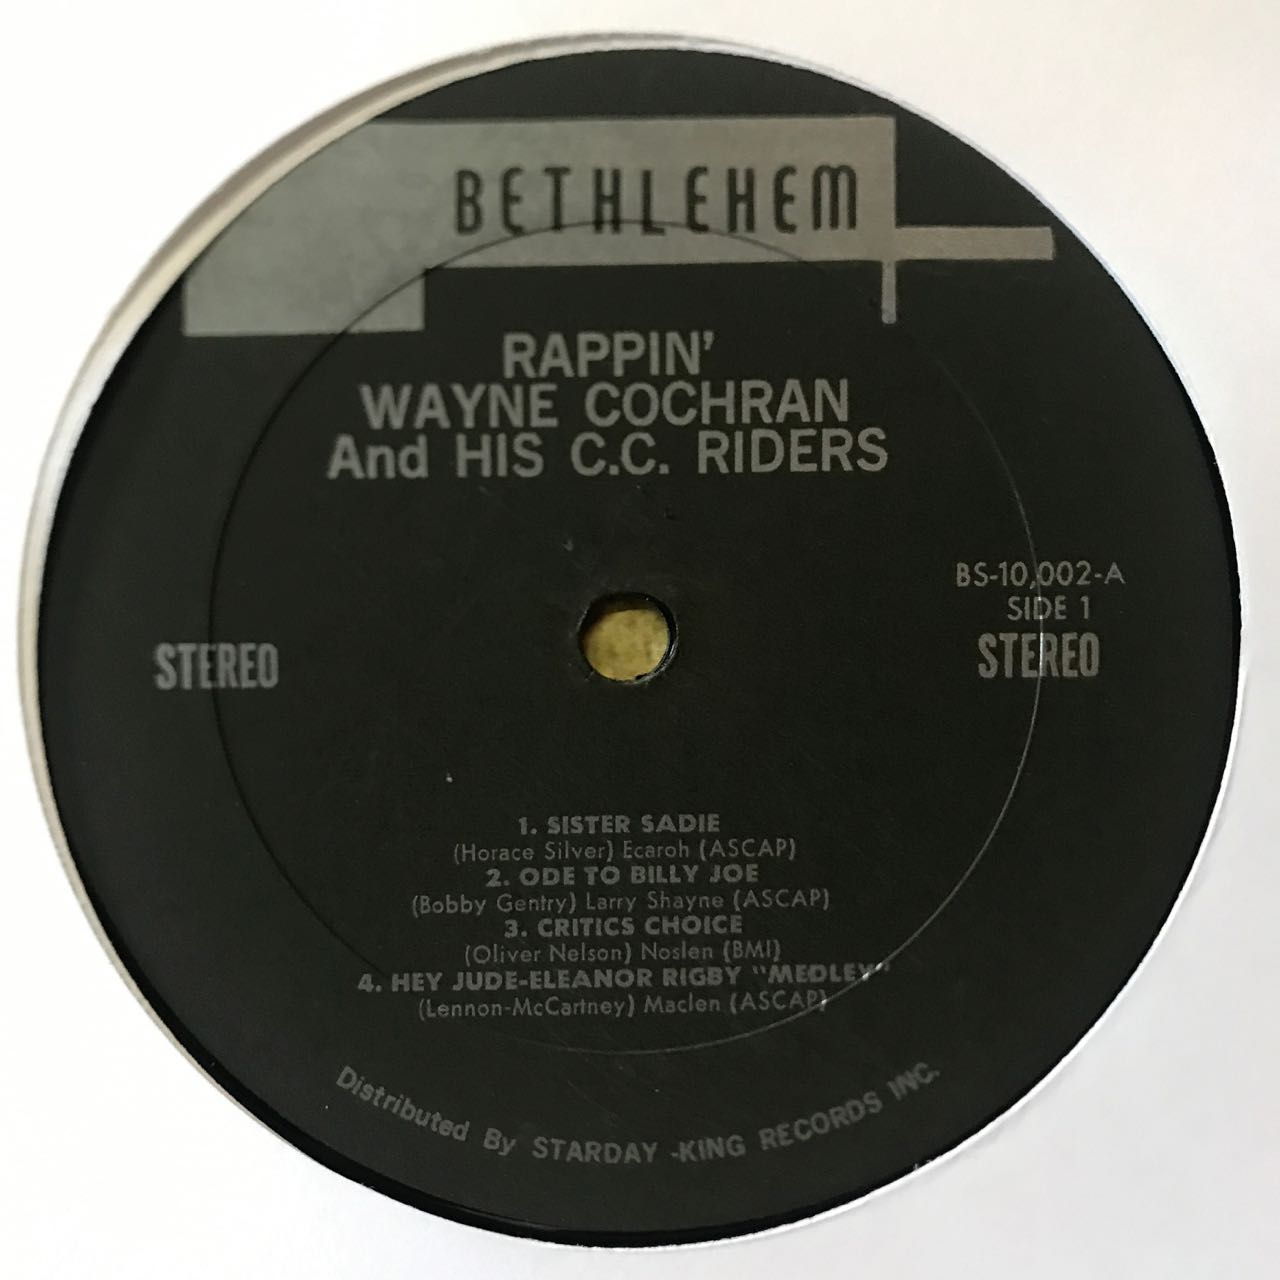 BETHLEHEM
RAPPIN'
WAYNE COCHRAN
And HIS C.C. RIDERS
BS-10,002-A
SIDE 1
STEREO
STEREO
1. SISTER SADIE
(Horace Silver) Ecaroh (ASCAP)
2. ODE TO BILLY JOE
(Bobby Gentry) Larry Shayne (ASCAP)
3. CRITICS CHOICE
(Oliver Nelson) Noslen (BMI)
4. HEY JUDE-ELEANOR RIGBY "MEDLEY"
(Lennon-McCartney) Maclen (ASCAP)
Distributed By STARDAY -KING RECORDS INC.